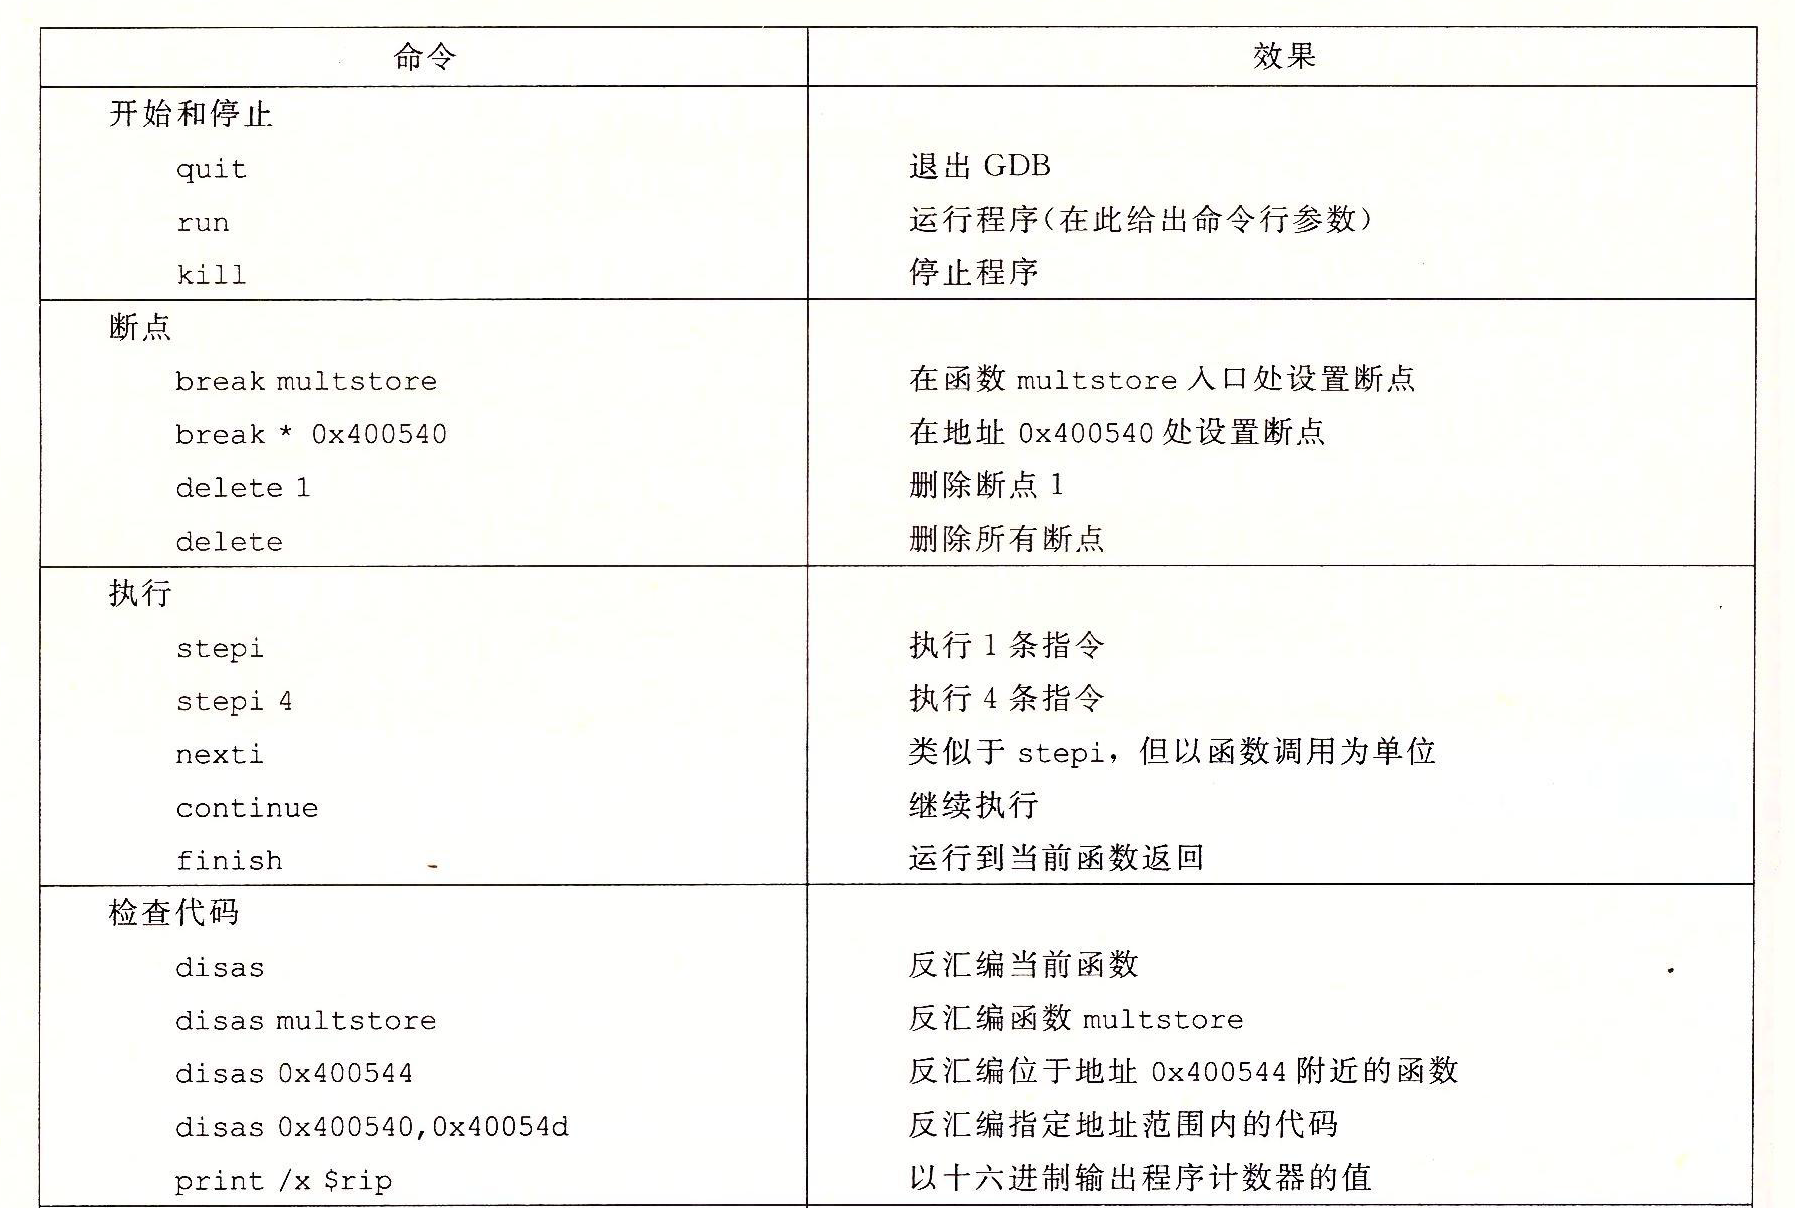 命令 效果
开始和停止
quit 退出 GDB
run 运行程序(在此给出命令行参数)
kill 停止程序
断点
break multstore 在函数 multstore 入口处设置断点
break * 0x400540 在地址 0x400540 处设置断点
delete 1 删除断点 1
delete 删除所有断点
执行
stepi 执行 1 条指令
stepi 4 执行 4 条指令
nexti 类似于 stepi，但以函数调用为单位
continue 继续执行
finish 运行到当前函数返回
检查代码
disas 反汇编当前函数
disas multstore 反汇编函数 multstore
disas 0x400544 反汇编位于地址 0x400544 附近的函数
disas 0x400540,0x40054d 反汇编指定地址范围内的代码
print /x $rip 以十六进制输出程序计数器的值